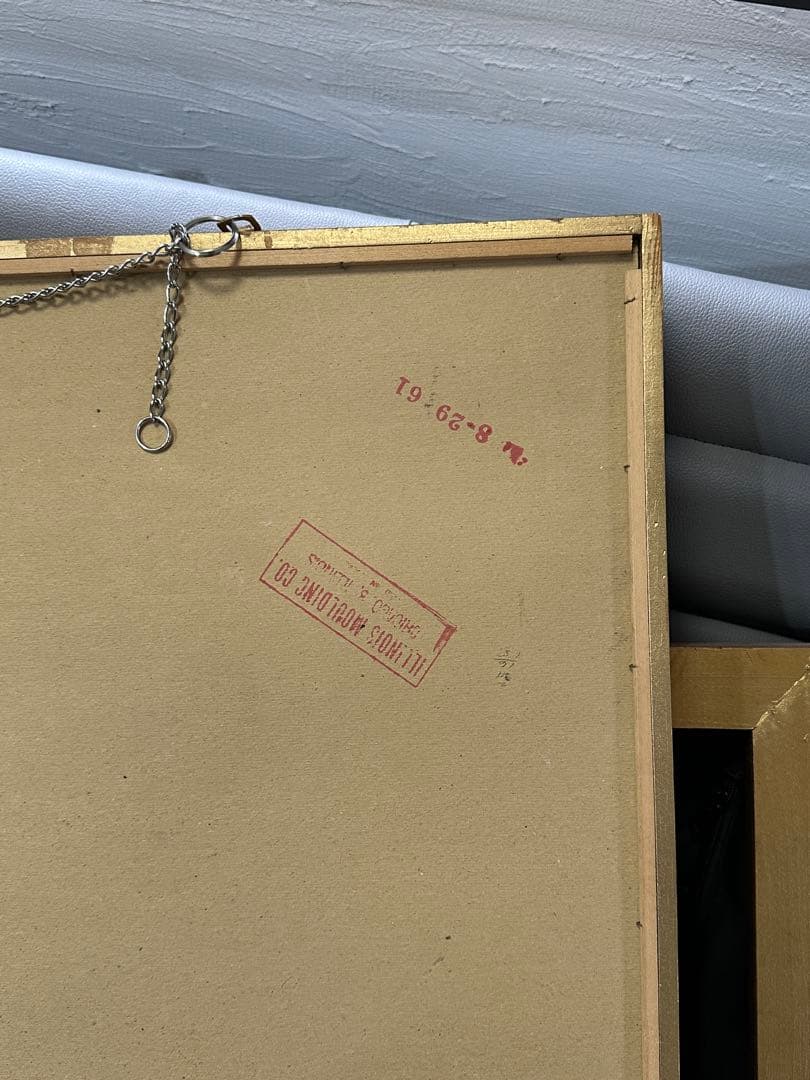 8-29 61
ILLINOIS MOULDING CO.
CHICAGO 8, ILLINOIS